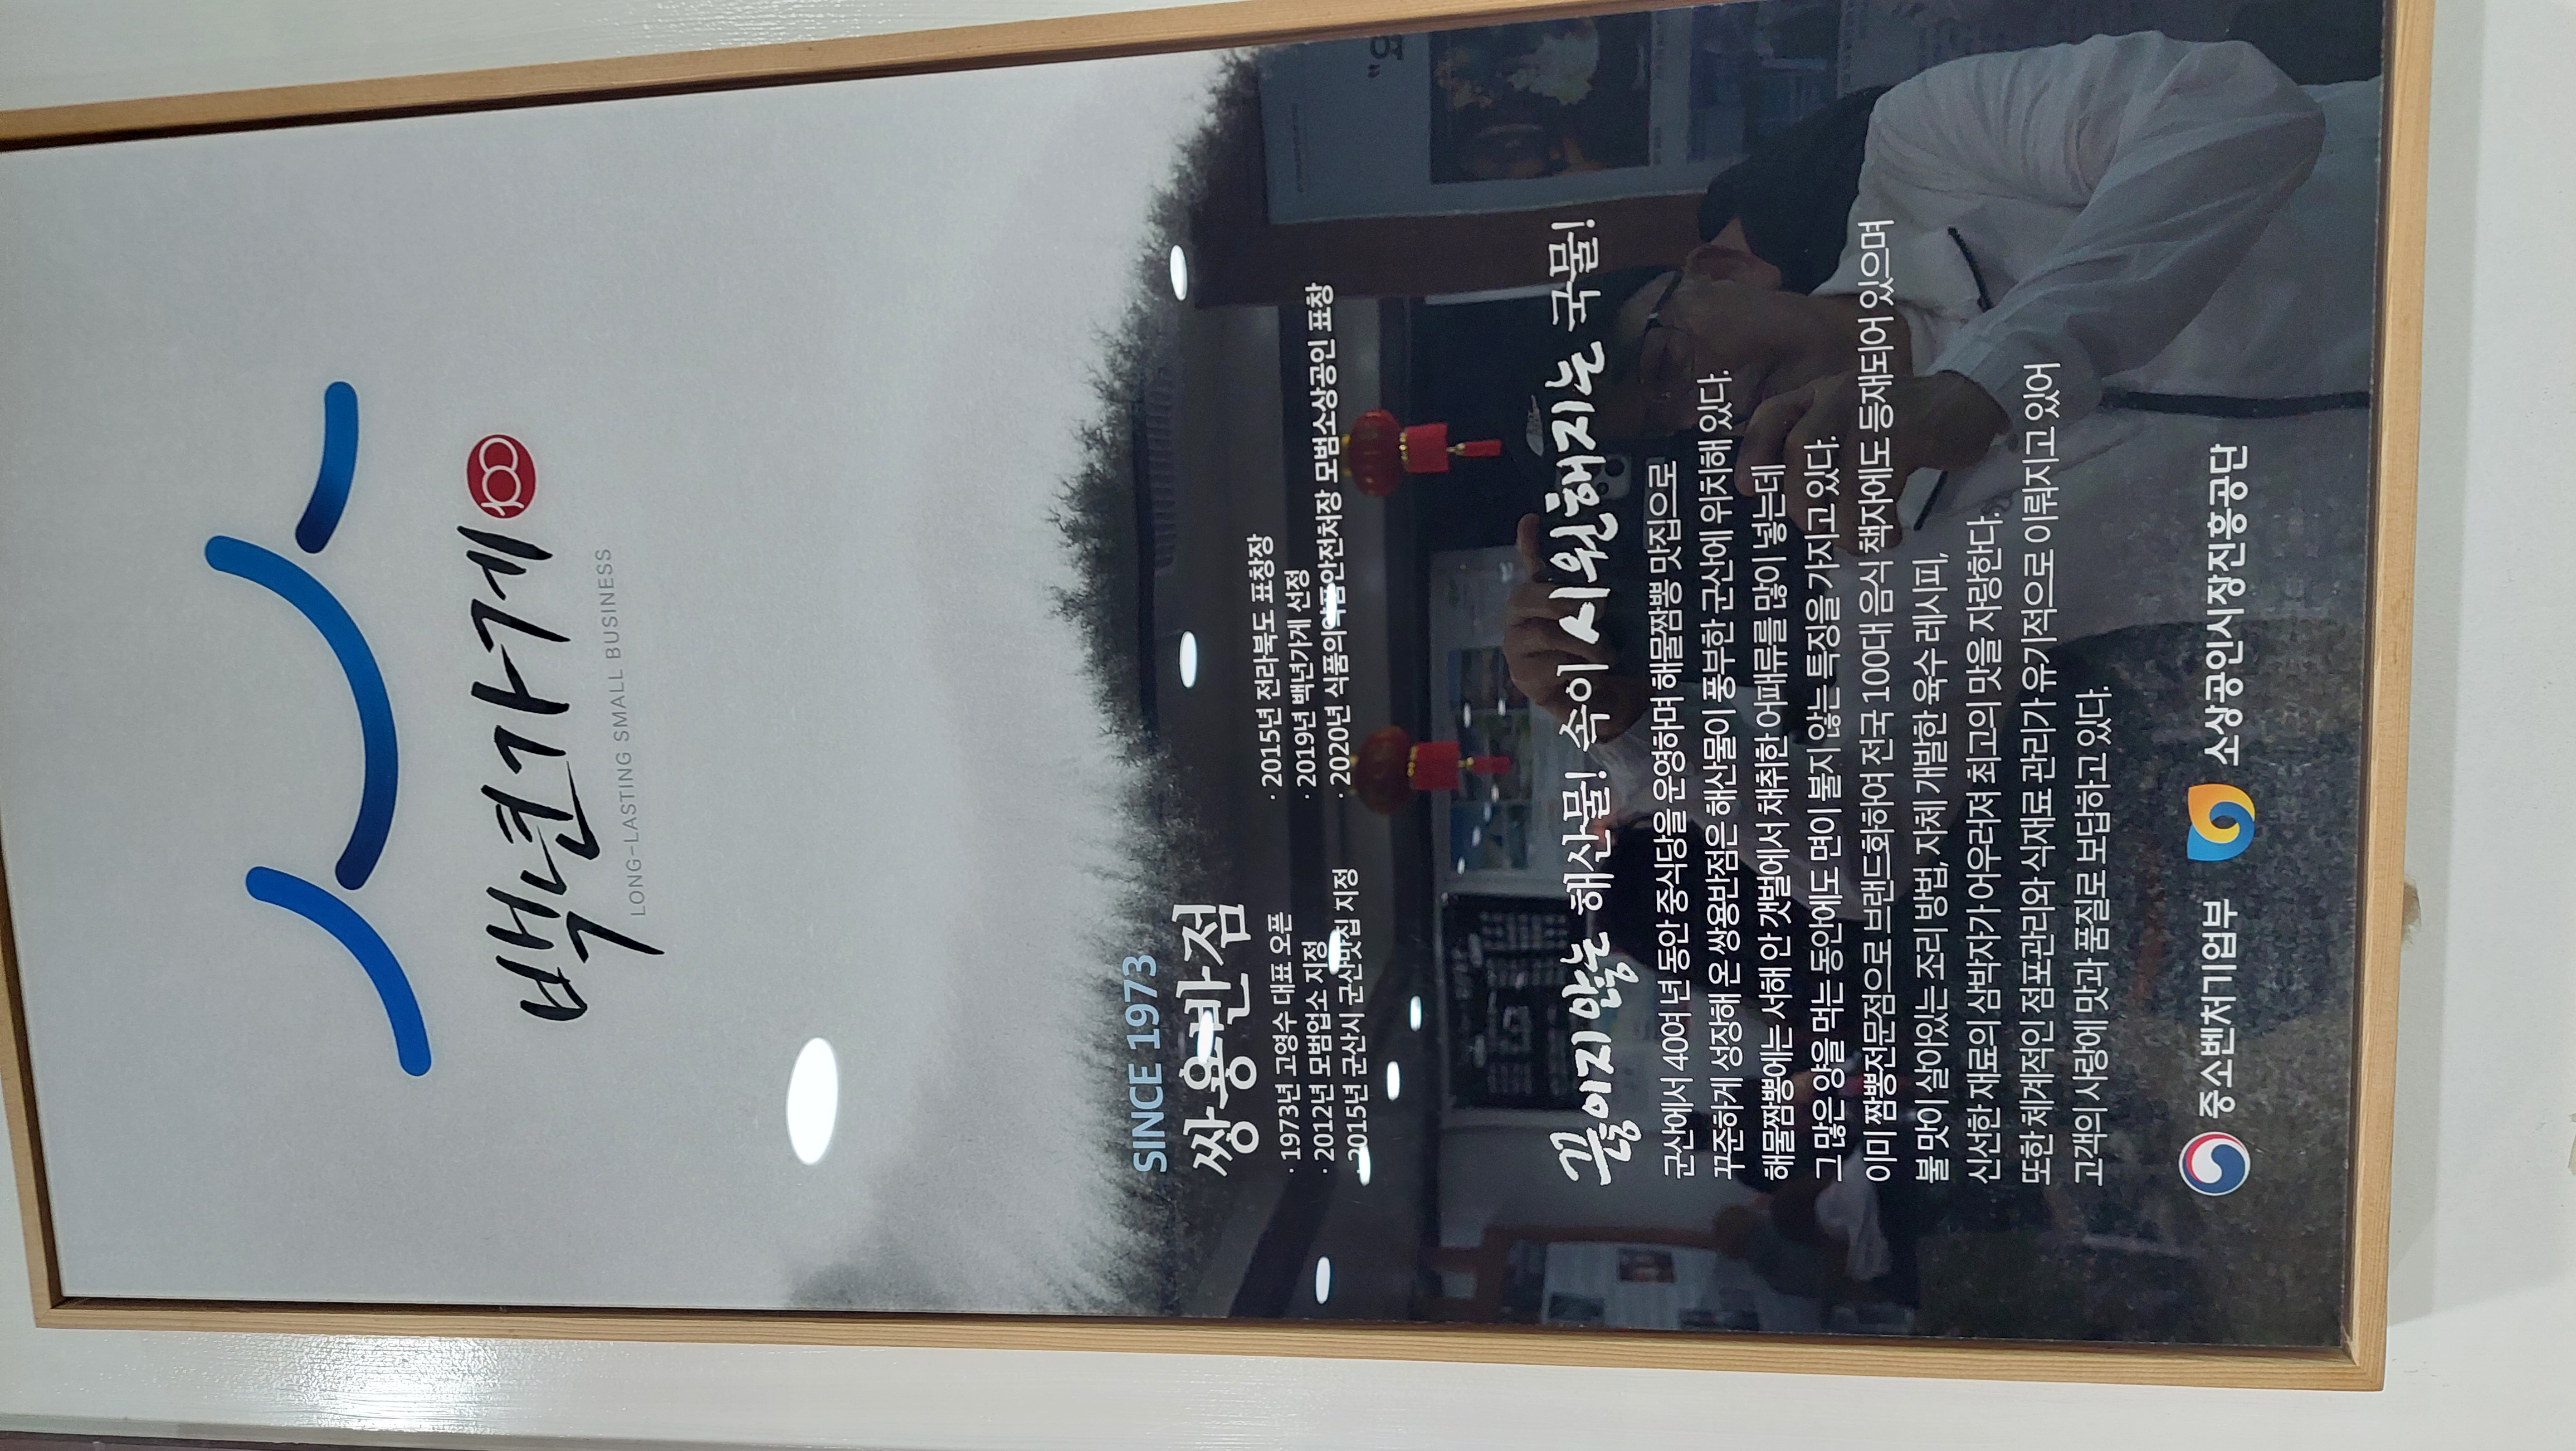 백년가게
100
LONG-LASTING SMALL BUSINESS
SINCE 1973
쌍용반점
· 1973년 고영수 대표 오픈
· 2012년 모범업소 지정
· 2015년 군산시 군산맛집 지정
· 2015년 전라북도 표창장
· 2019년 백년가게 선정
· 2020년 식품의약품안전처장 모범소상공인 표창
끊이지 않는 해산물! 속이 시원해지는 국물!
군산에서 40여 년 동안 중식당을 운영하며 해물짬뽕 맛집으로
꾸준하게 성장해 온 쌍용반점은 해산물이 풍부한 군산에 위치해 있다.
해물짬뽕에는 서해 안 갯벌에서 채취한 어패류를 많이 넣는데
그 많은 양을 먹는 동안에도 면이 불지 않는 특징을 가지고 있다.
이미 짬뽕전문점으로 브랜드화하여 전국 100대 음식 책자에도 등재되어 있으며
불 맛이 살아있는 조리 방법, 자체 개발한 육수 레시피,
신선한 재료의 삼박자가 어우러져 최고의 맛을 자랑한다.
또한 체계적인 점포관리와 식재료 관리가 유기적으로 이뤄지고 있어
고객의 사랑에 맛과 품질로 보답하고 있다.
중소벤처기업부 소상공인시장진흥공단